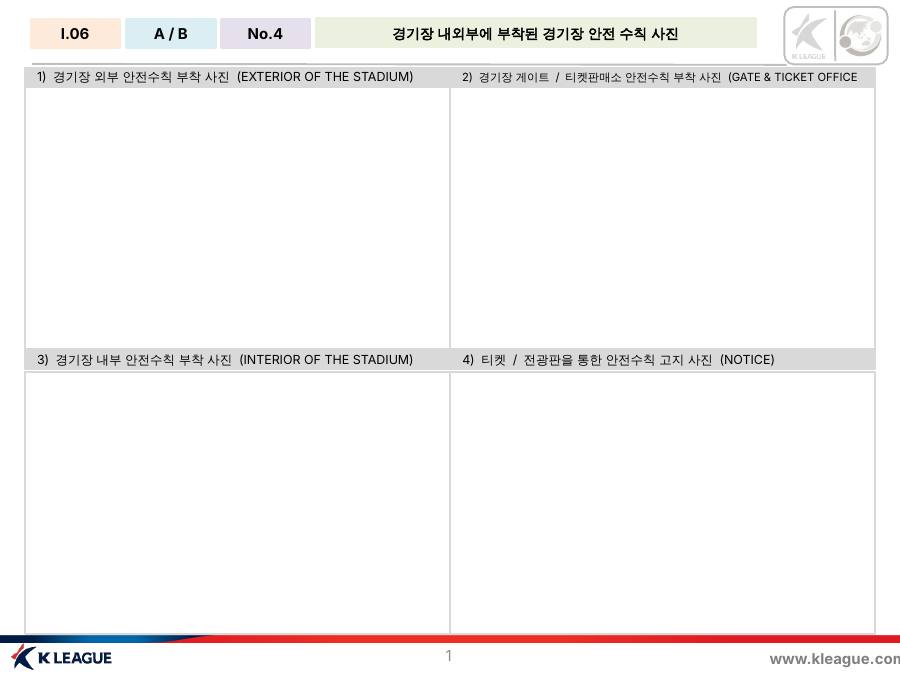 I.06
A / B
No.4
경기장 내외부에 부착된 경기장 안전 수칙 사진
K LEAGUE
1) 경기장 외부 안전수칙 부착 사진 (EXTERIOR OF THE STADIUM)
2) 경기장 게이트 / 티켓판매소 안전수칙 부착 사진 (GATE & TICKET OFFICE
3) 경기장 내부 안전수칙 부착 사진 (INTERIOR OF THE STADIUM)
4) 티켓 / 전광판을 통한 안전수칙 고지 사진 (NOTICE)
K LEAGUE
1
www.kleague.con